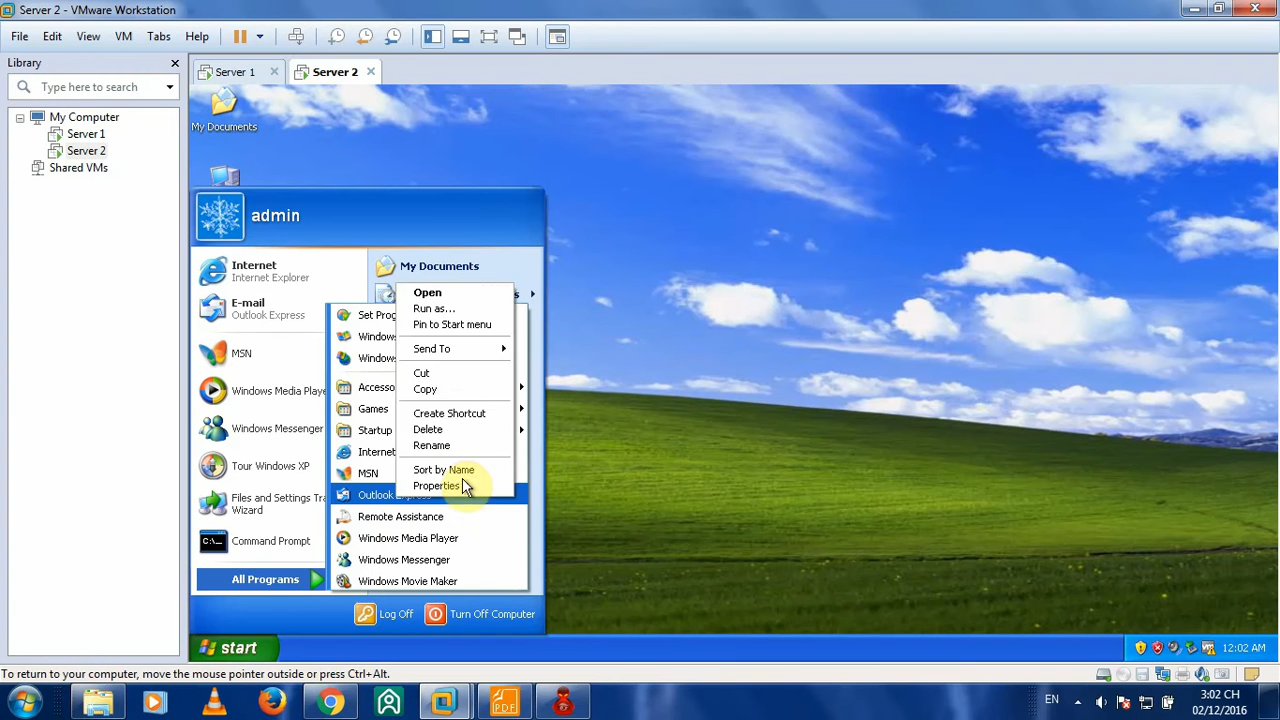 Server 2 - VMware Workstation
File Edit View VM Tabs Help
Library
Type here to search
My Computer
Server 1
Server 2
Shared VMs
Server 1
Server 2
My Documents
admin
Internet
Internet Explorer
E-mail
Outlook Express
MSN
Windows Media Playe
Windows Messenger
Tour Windows XP
Files and Settings Tra
Wizard
Command Prompt
All Programs
My Documents
s
Set Prog
Windows
Windows
Accesso
Games
Startup
Internet
MSN
Outlook Express
Remote Assistance
Windows Media Player
Windows Messenger
Windows Movie Maker
Open
Run as...
Pin to Start menu
Send To
Cut
Copy
Create Shortcut
Delete
Rename
Sort by Name
Properties
Log Off
Turn Off Computer
start
12:02 AM
To return to your computer, move the mouse pointer outside or press Ctrl+Alt.
PDF
EN
3:02 CH
02/12/2016